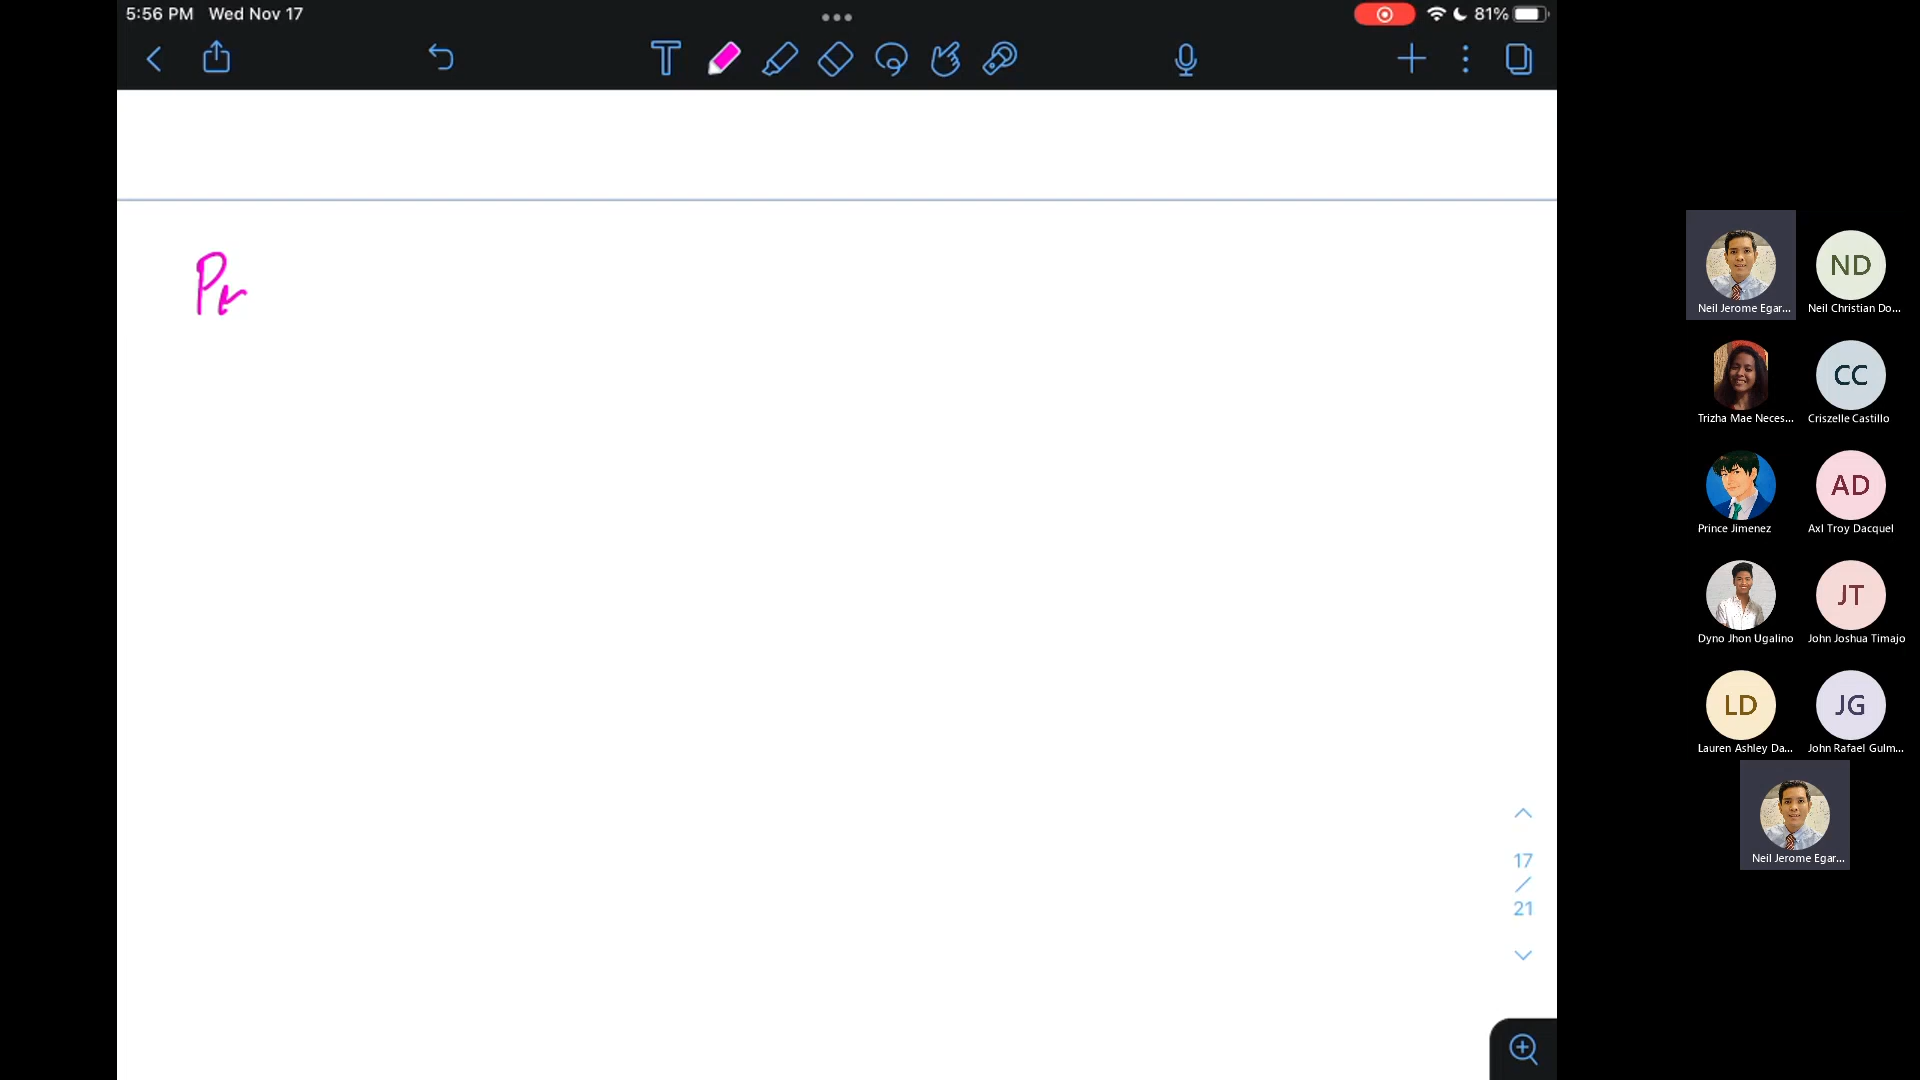 5:56 PM Wed Nov 17
81%
T
Pr
17
21
Neil Jerome Egar...
ND
Neil Christian Do...
Trizha Mae Neces...
CC
Criszelle Castillo
Prince Jimenez
AD
Axl Troy Dacquel
Dyno Jhon Ugalino
JT
John Joshua Timajo
LD
Lauren Ashley Da...
JG
John Rafael Gulm...
Neil Jerome Egar...